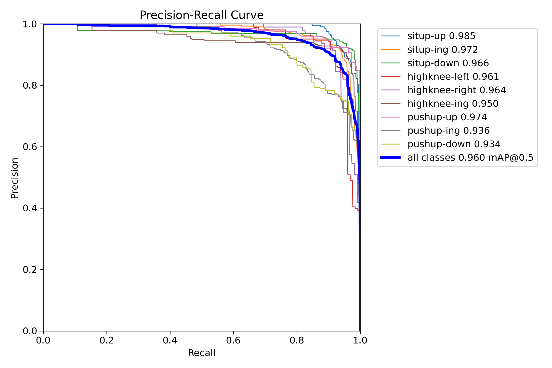 Precision-Recall Curve
1.0
0.8
0.6
0.4
0.2
0.0
Precision
0.0 0.2 0.4 0.6 0.8 1.0
Recall
situp-up 0.985
situp-ing 0.972
situp-down 0.966
highknee-left 0.961
highknee-right 0.964
highknee-ing 0.950
pushup-up 0.974
pushup-ing 0.936
pushup-down 0.934
all classes 0.960 mAP@0.5